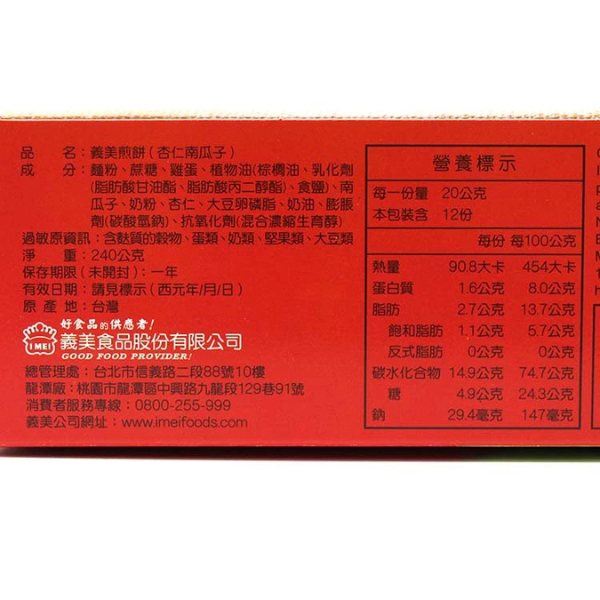 品　名：義美煎餅(杏仁南瓜子)
成　分：麵粉、蔗糖、雞蛋、植物油(棕櫚油、乳化劑
(脂肪酸甘油酯、脂肪酸丙二醇酯)、食鹽)、南
瓜子、奶粉、杏仁、大豆卵磷脂、奶油、膨脹
劑(碳酸氫鈉)、抗氧化劑(混合濃縮生育醇)
過敏原資訊：含麩質的穀物、蛋類、奶類、堅果類、大豆類
淨　重：240公克
保存期限(未開封)：一年
有效日期：請見標示(西元年/月/日)
原 產 地：台灣
好食品的供應者!
I MEI 義美食品股份有限公司
GOOD FOOD PROVIDER!
總管理處：台北市信義路二段88號10樓
龍潭廠：桃園市龍潭區中興路九龍段129巷91號
消費者服務專線：0800-255-999
義美公司網址：www.imeifoods.com
營養標示
每一份量 20公克
本包裝含 12份
每份 每100公克
熱量 90.8大卡 454大卡
蛋白質 1.6公克 8.0公克
脂肪 2.7公克 13.7公克
飽和脂肪 1.1公克 5.7公克
反式脂肪 0公克 0公克
碳水化合物 14.9公克 74.7公克
糖 4.9公克 24.3公克
鈉 29.4毫克 147毫克